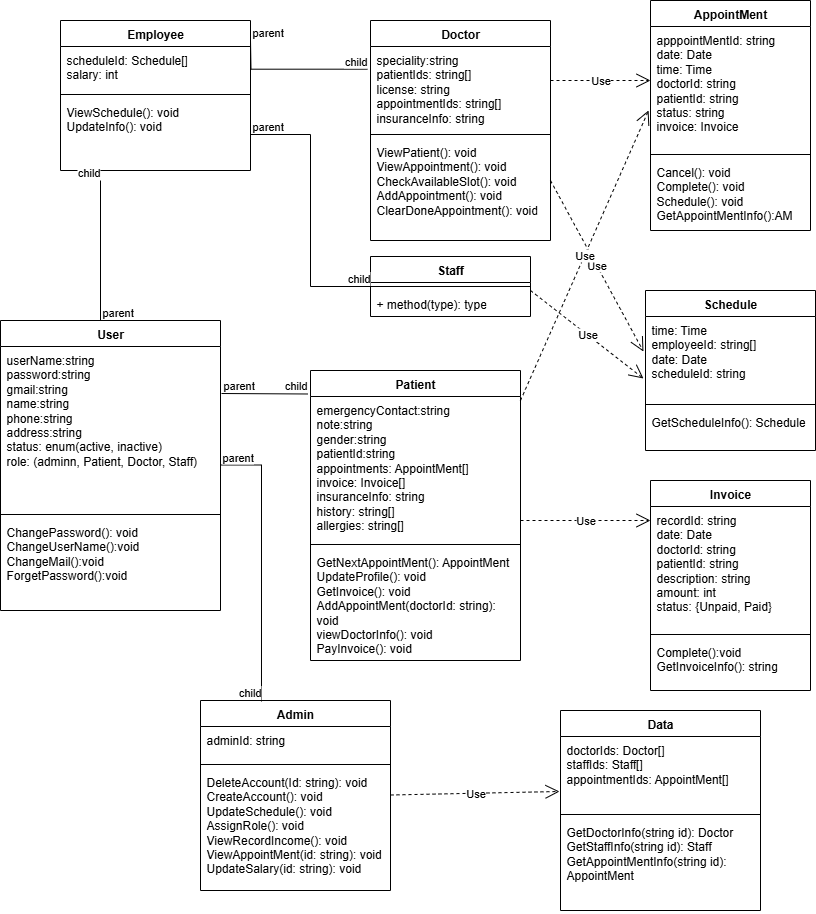 Employee
scheduleId: Schedule[]
salary: int
ViewSchedule(): void
UpdateInfo(): void
parent
child
parent
child
child
parent
Doctor
speciality:string
patientIds: string[]
license: string
appointmentIds: string[]
insuranceInfo: string
ViewPatient(): void
ViewAppointment(): void
CheckAvailableSlot(): void
AddAppointment(): void
ClearDoneAppointment(): void
Use
AppointMent
apppointMentId: string
date: Date
time: Time
doctorId: string
patientId: string
status: string
invoice: Invoice
Cancel(): void
Complete(): void
Schedule(): void
GetAppointMentInfo():AM
Staff
+ method(type): type
Use
Use
Use
Schedule
time: Time
employeeId: string[]
date: Date
scheduleId: string
GetScheduleInfo(): Schedule
User
userName:string
password:string
gmail:string
name:string
phone:string
address:string
status: enum(active, inactive)
role: (adminn, Patient, Doctor, Staff)
ChangePassword(): void
ChangeUserName():void
ChangeMail():void
ForgetPassword():void
parent
child
parent
child
Patient
emergencyContact:string
note:string
gender:string
patientId:string
appointments: AppointMent[]
invoice: Invoice[]
insuranceInfo: string
history: string[]
allergies: string[]
GetNextAppointMent(): AppointMent
UpdateProfile(): void
GetInvoice(): void
AddAppointMent(doctorId: string):
void
viewDoctorInfo(): void
PayInvoice(): void
Use
Invoice
recordId: string
date: Date
doctorId: string
patientId: string
description: string
amount: int
status: {Unpaid, Paid}
Complete():void
GetInvoiceInfo(): string
Admin
adminId: string
DeleteAccount(Id: string): void
CreateAccount(): void
UpdateSchedule(): void
AssignRole(): void
ViewRecordIncome(): void
ViewAppointMent(id: string): void
UpdateSalary(id: string): void
Use
Data
doctorIds: Doctor[]
staffIds: Staff[]
appointmentIds: AppointMent[]
GetDoctorInfo(string id): Doctor
GetStaffInfo(string id): Staff
GetAppointMentInfo(string id):
AppointMent